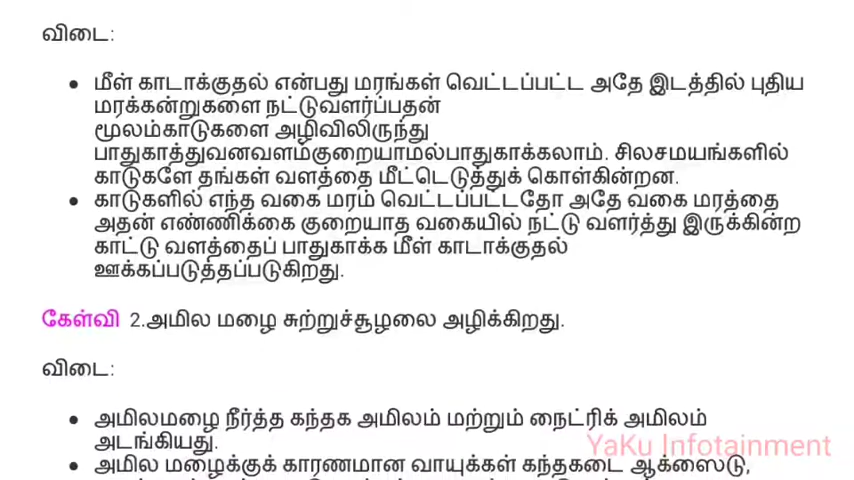 விடை:
மீள் காடாக்குதல் என்பது மரங்கள் வெட்டப்பட்ட அதே இடத்தில் புதிய
மரக்கன்றுகளை நட்டுவளர்ப்பதன்
மூலம்காடுகளை அழிவிலிருந்து
பாதுகாத்துவனவளம்குறையாமல்பாதுகாக்கலாம். சிலசமயங்களில்
காடுகளே தங்கள் வளத்தை மீட்டெடுத்துக் கொள்கின்றன.
காடுகளில் எந்த வகை மரம் வெட்டப்பட்டதோ அதே வகை மரத்தை
அதன் எண்ணிக்கை குறையாத வகையில் நட்டு வளர்த்து இருக்கின்ற
காட்டு வளத்தைப் பாதுகாக்க மீள் காடாக்குதல்
ஊக்கப்படுத்தப்படுகிறது.
கேள்வி 2.அமில மழை சுற்றுச்சூழலை அழிக்கிறது.
விடை:
அமிலமழை நீர்த்த கந்தக அமிலம் மற்றும் நைட்ரிக் அமிலம்
அடங்கியது.
YaKu Infotainment
அமில மழைக்குக் காரணமான வாயுக்கள் கந்தகடை ஆக்ஸைடு,